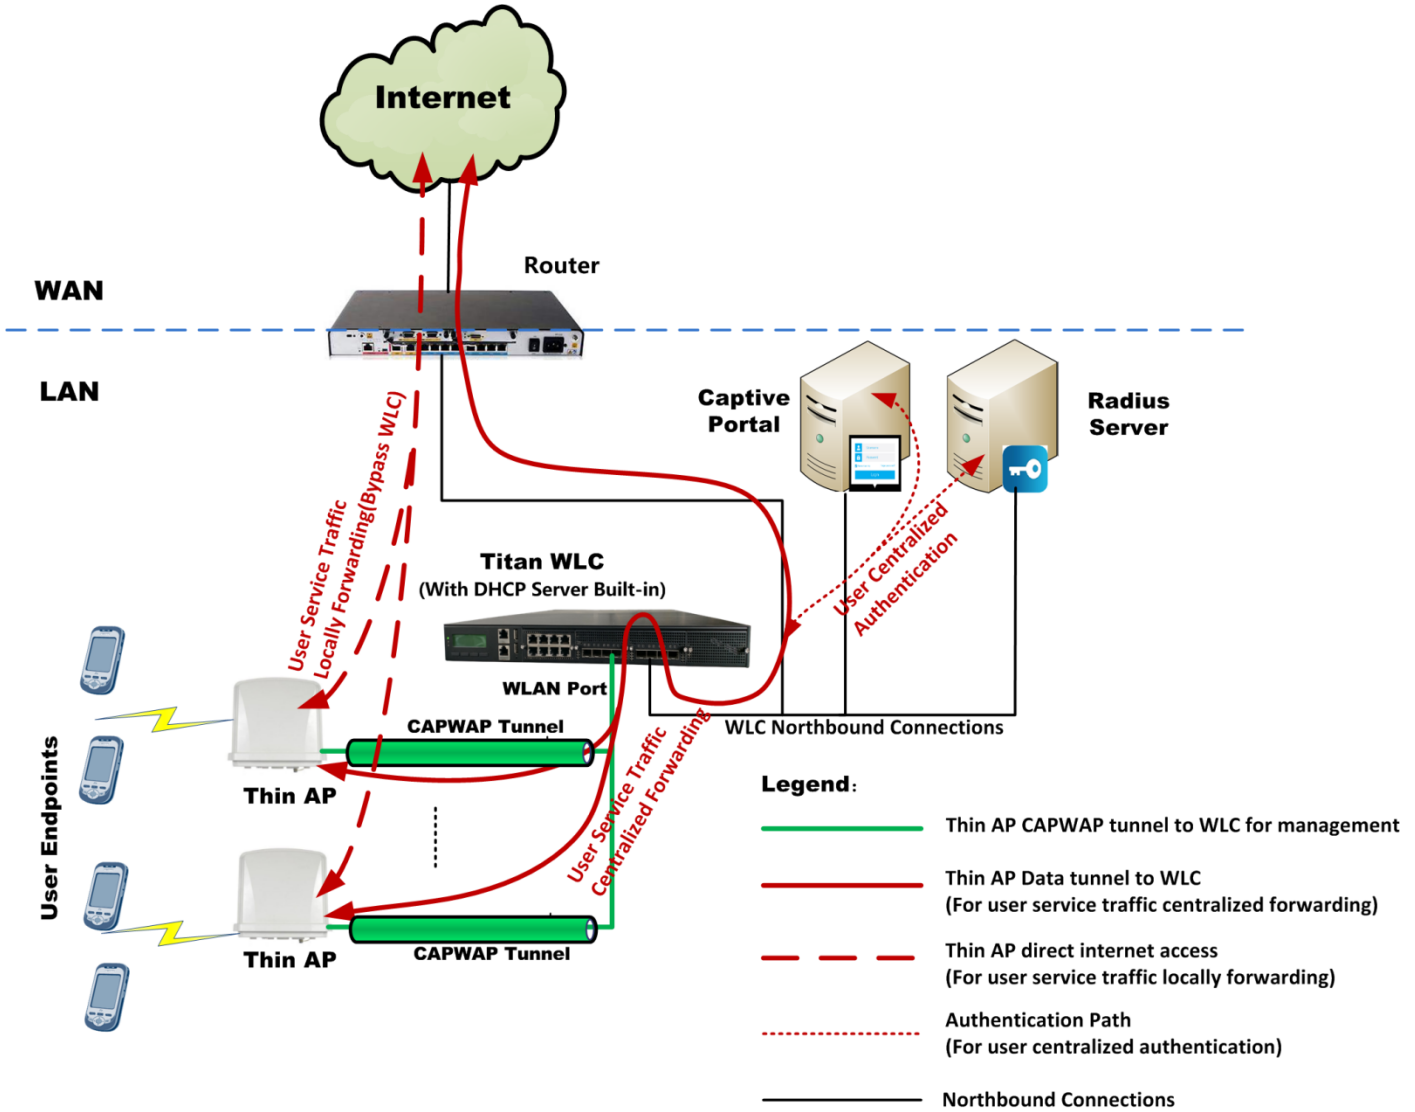 Internet
Router
WAN
LAN
Captive
Portal
Radius
Server
User Service Traffic
Locally Forwarding(Bypass WLC)
User Centralized
Authentication
Titan WLC
(With DHCP Server Built-in)
WLAN Port
CAPWAP Tunnel
WLC Northbound Connections
Thin AP
User Endpoints
User Service Traffic
Centralized Forwarding
CAPWAP Tunnel
Thin AP
Legend:
Thin AP CAPWAP tunnel to WLC for management
Thin AP Data tunnel to WLC
(For user service traffic centralized forwarding)
Thin AP direct internet access
(For user service traffic locally forwarding)
Authentication Path
(For user centralized authentication)
Northbound Connections